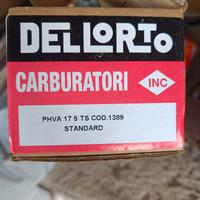 DELLORTO
CARBURATORI
INC
PHVA 17 5 TS COD.1389
STANDARD